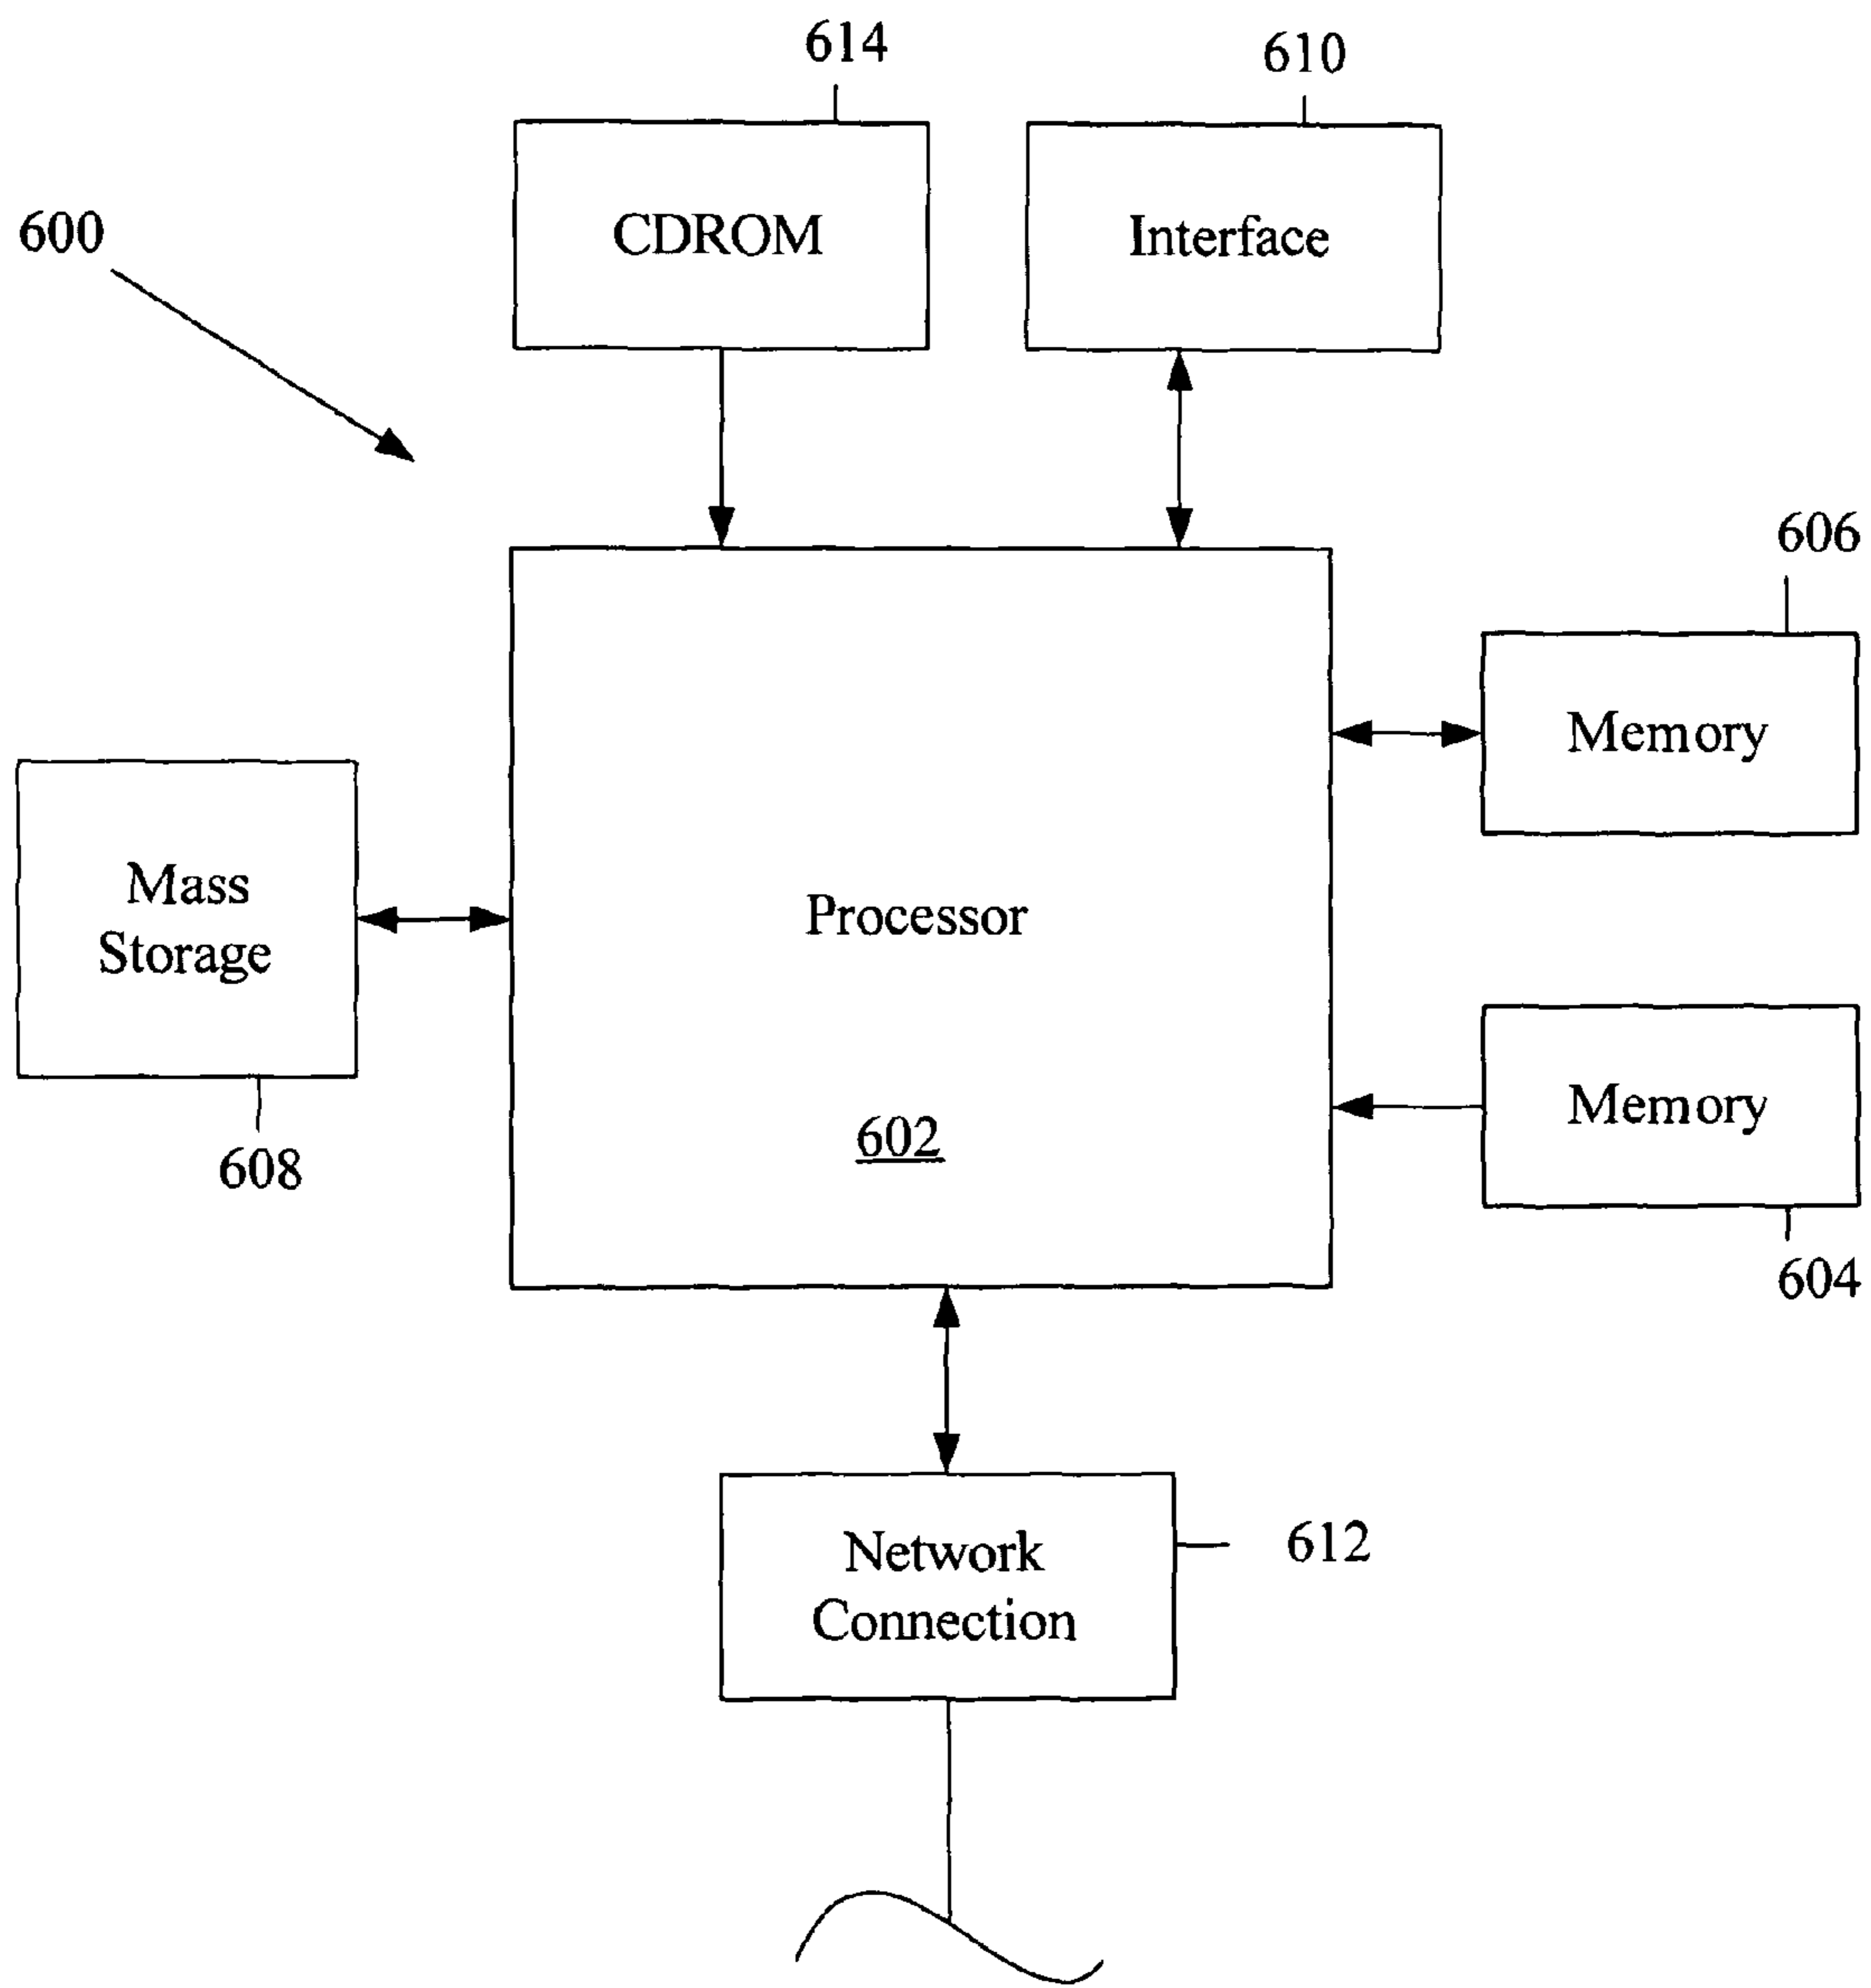 614
610
600
CDROM
Interface
606
Memory
Mass
Storage
Processor
Memory
602
608
604
Network
Connection
612